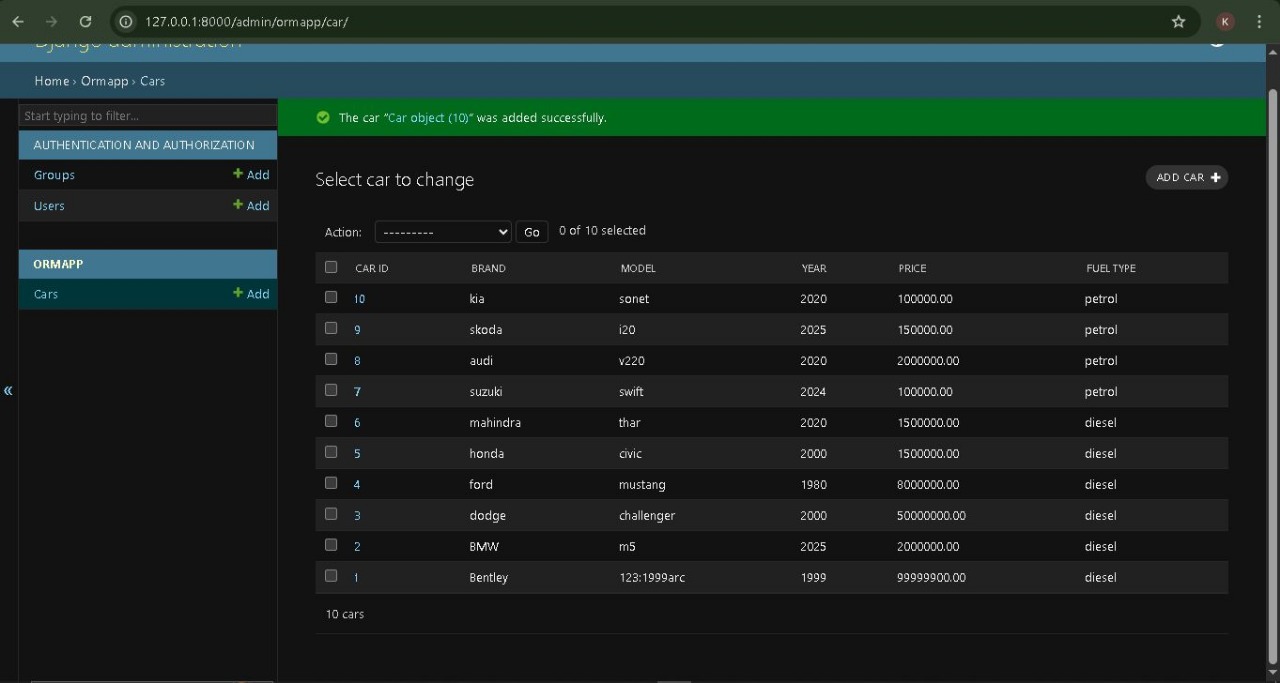 127.0.0.1:8000/admin/ormapp/car/
K
Django administration
Home › Ormapp › Cars
Start typing to filter...
The car “Car object (10)” was added successfully.
AUTHENTICATION AND AUTHORIZATION
Groups + Add
Users + Add
ORMAPP
Cars + Add
«
Select car to change
ADD CAR +
Action: --------- Go 0 of 10 selected
CAR ID BRAND MODEL YEAR PRICE FUEL TYPE
10 kia sonet 2020 100000.00 petrol
9 skoda i20 2025 150000.00 petrol
8 audi v220 2020 2000000.00 petrol
7 suzuki swift 2024 100000.00 petrol
6 mahindra thar 2020 1500000.00 diesel
5 honda civic 2000 1500000.00 diesel
4 ford mustang 1980 8000000.00 diesel
3 dodge challenger 2000 50000000.00 diesel
2 BMW m5 2025 2000000.00 diesel
1 Bentley 123:1999arc 1999 99999900.00 diesel
10 cars